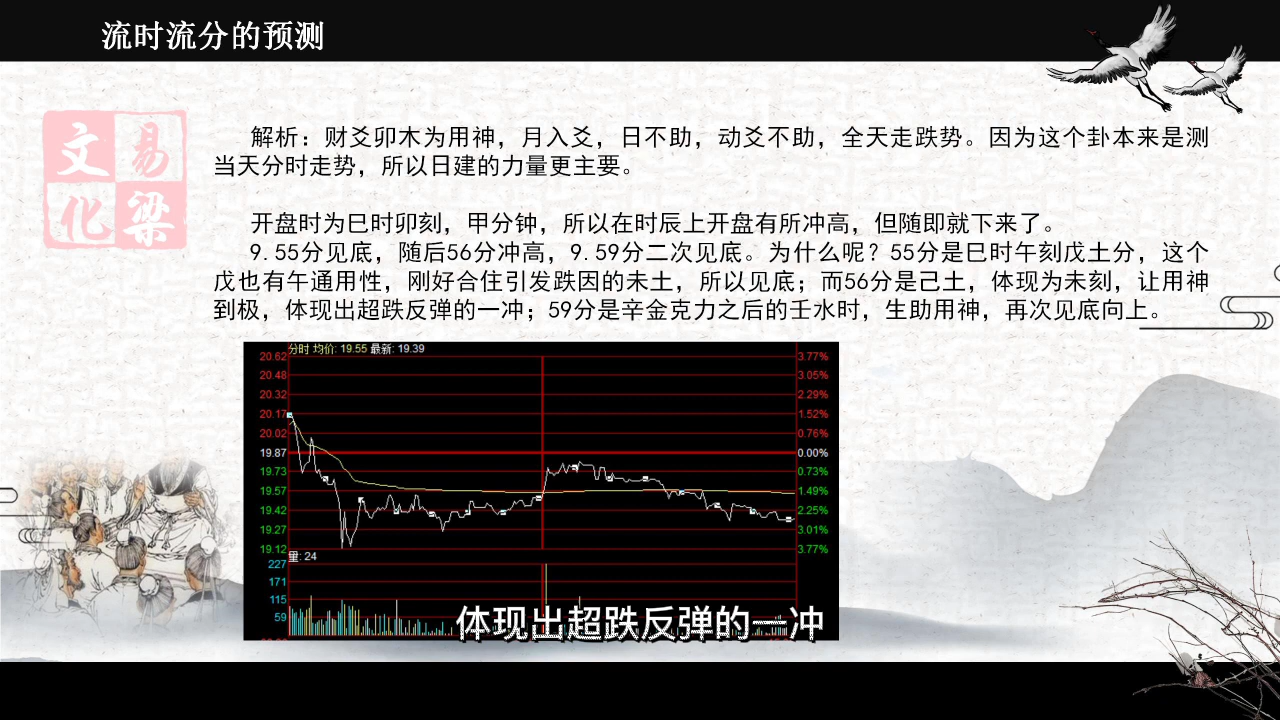 流时流分的预测
文易
化梁
解析：财爻卯木为用神，月入爻，日不助，动爻不助，全天走跌势。因为这个卦本来是测
当天分时走势，所以日建的力量更主要。
开盘时为巳时卯刻，甲分钟，所以在时辰上开盘有所冲高，但随即就下来了。
9.55分见底，随后56分冲高，9.59分二次见底。为什么呢？55分是巳时午刻戊土分，这个
戊也有午通用性，刚好合住引发跌因的未土，所以见底；而56分是己土，体现为未刻，让用神
到极，体现出超跌反弹的一冲；59分是辛金克力之后的壬水时，生助用神，再次见底向上。
分时 均价: 19.55 最新: 19.39
20.62 3.77%
20.48 3.05%
20.32 2.29%
20.17 1.52%
20.02 0.76%
19.87 0.00%
19.73 0.73%
19.57 1.49%
19.42 2.25%
19.27 3.01%
19.12 3.77%
量: 24
227
171
115
59
体现出超跌反弹的一冲